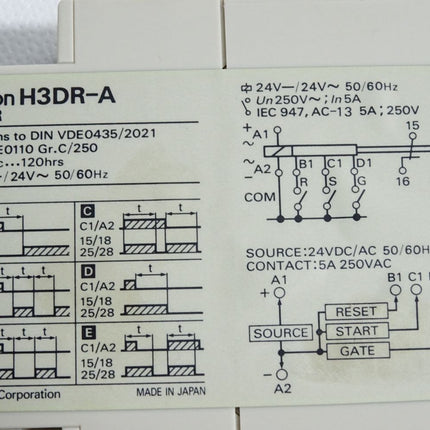 on H3DR-A
R
ns to DIN VDE0435/2021
E0110 Gr.C/250
c...120hrs
/24V~ 50/60Hz
24V⎓/24V~ 50/60Hz
Un 250V~; In 5A
IEC 947, AC-13 5A; 250V
+ A1
15
~ ~
- A2
B1 C1 D1
R S G
16
COM
t
C
C1/A2
15/18
25/28
t t
D
C1/A2
15/18
25/28
t t t
E
C1/A2
15/18
25/28
t t
SOURCE: 24VDC/AC 50/60H
CONTACT: 5A 250VAC
A1
B1 C1
+
RESET
SOURCE
START
GATE
-
A2
Corporation
MADE IN JAPAN